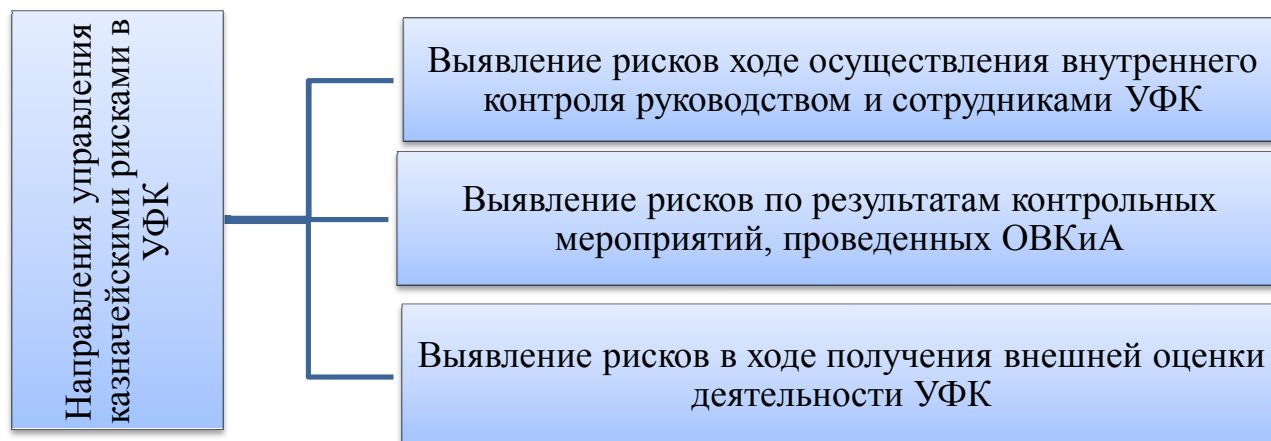 Направления управления
казначейскими рисками в
УФК
Выявление рисков ходе осуществления внутреннего
контроля руководством и сотрудниками УФК
Выявление рисков по результатам контрольных
мероприятий, проведенных ОВКиА
Выявление рисков в ходе получения внешней оценки
деятельности УФК